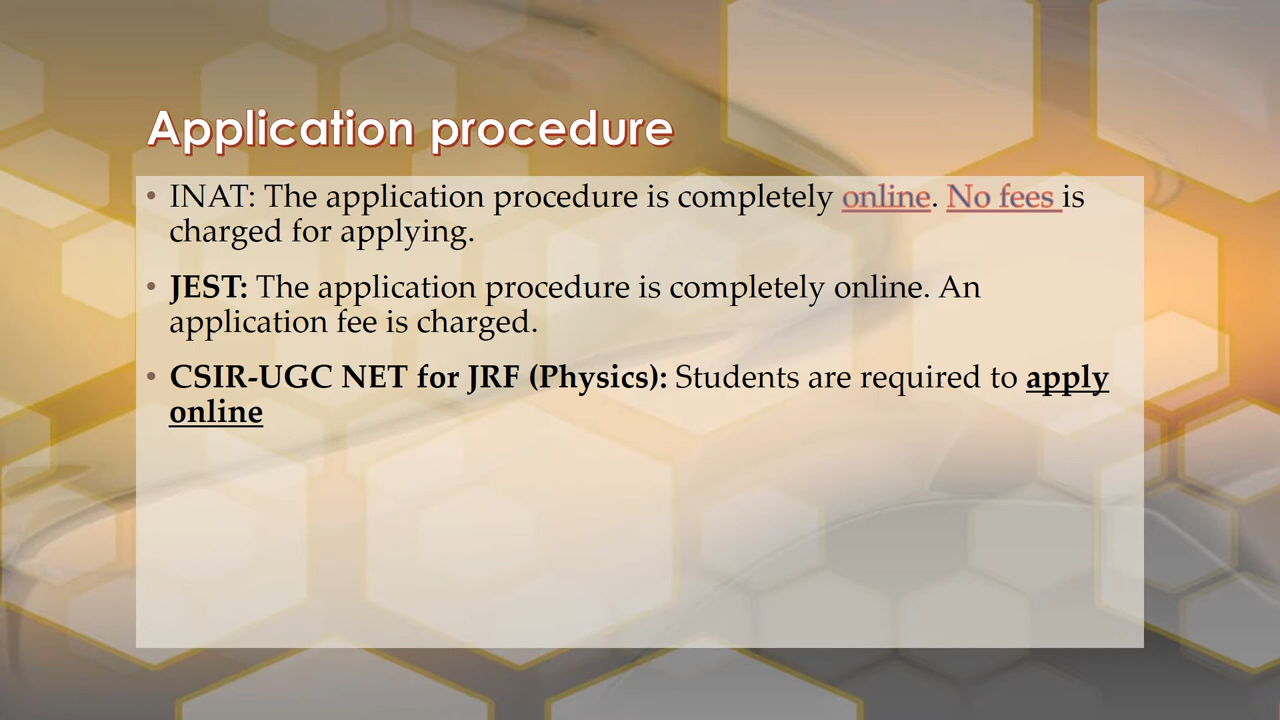 Application procedure
• INAT: The application procedure is completely online. No fees is
charged for applying.
• JEST: The application procedure is completely online. An
application fee is charged.
• CSIR-UGC NET for JRF (Physics): Students are required to apply
online